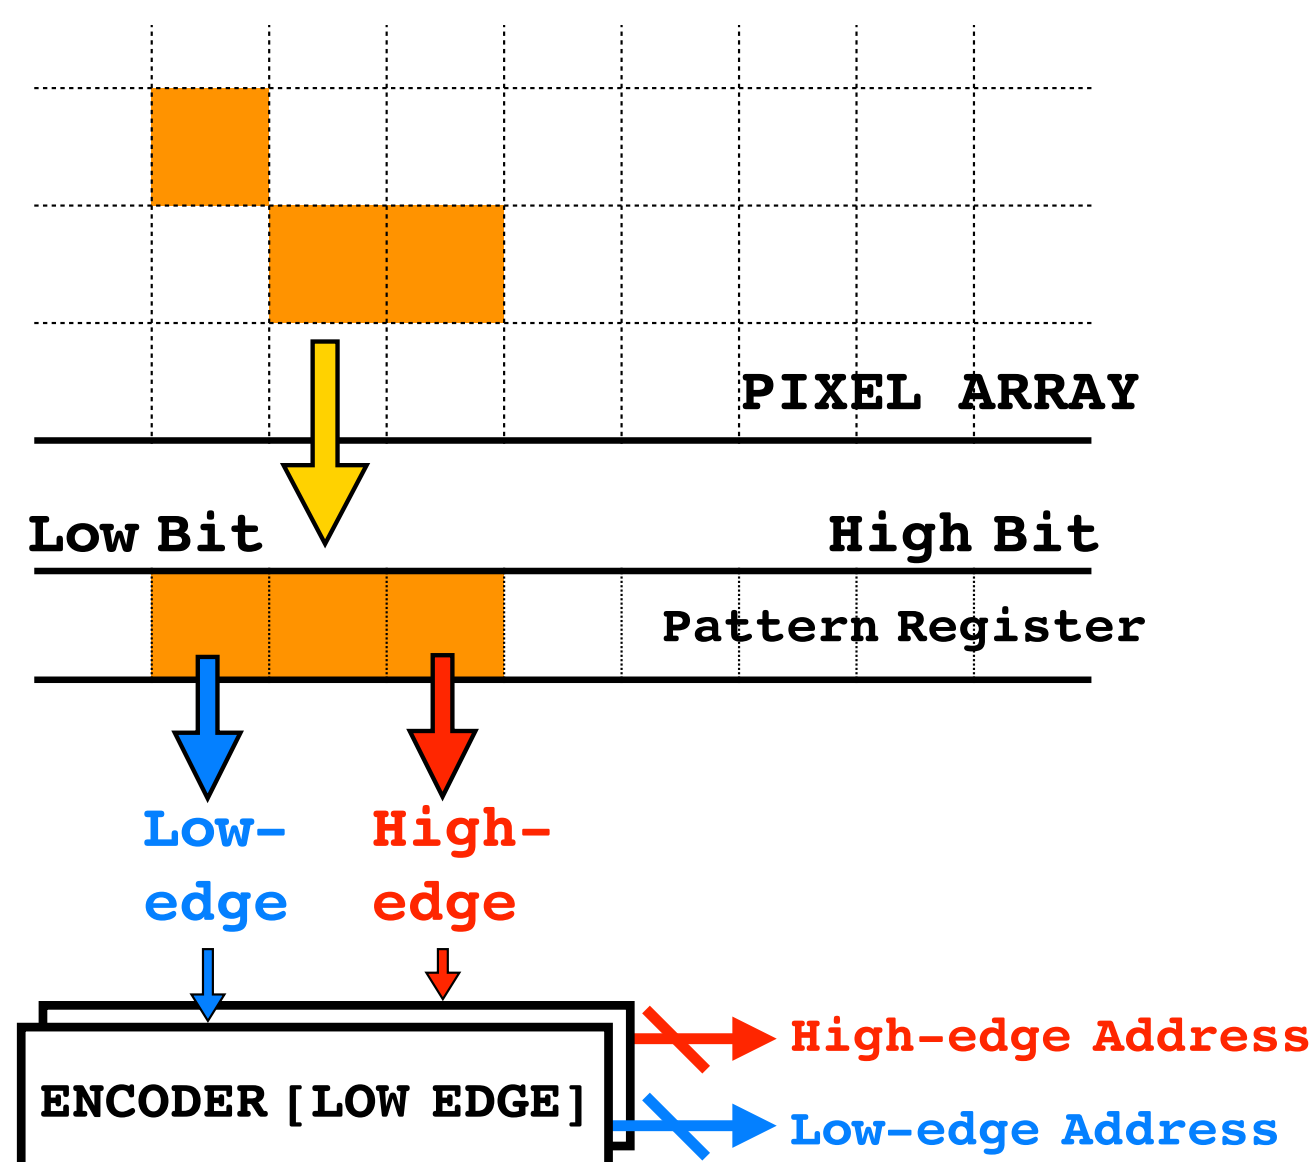 PIXEL ARRAY
Low Bit
High Bit
Pattern Register
Low-
edge
High-
edge
High-edge Address
ENCODER [LOW EDGE]
Low-edge Address